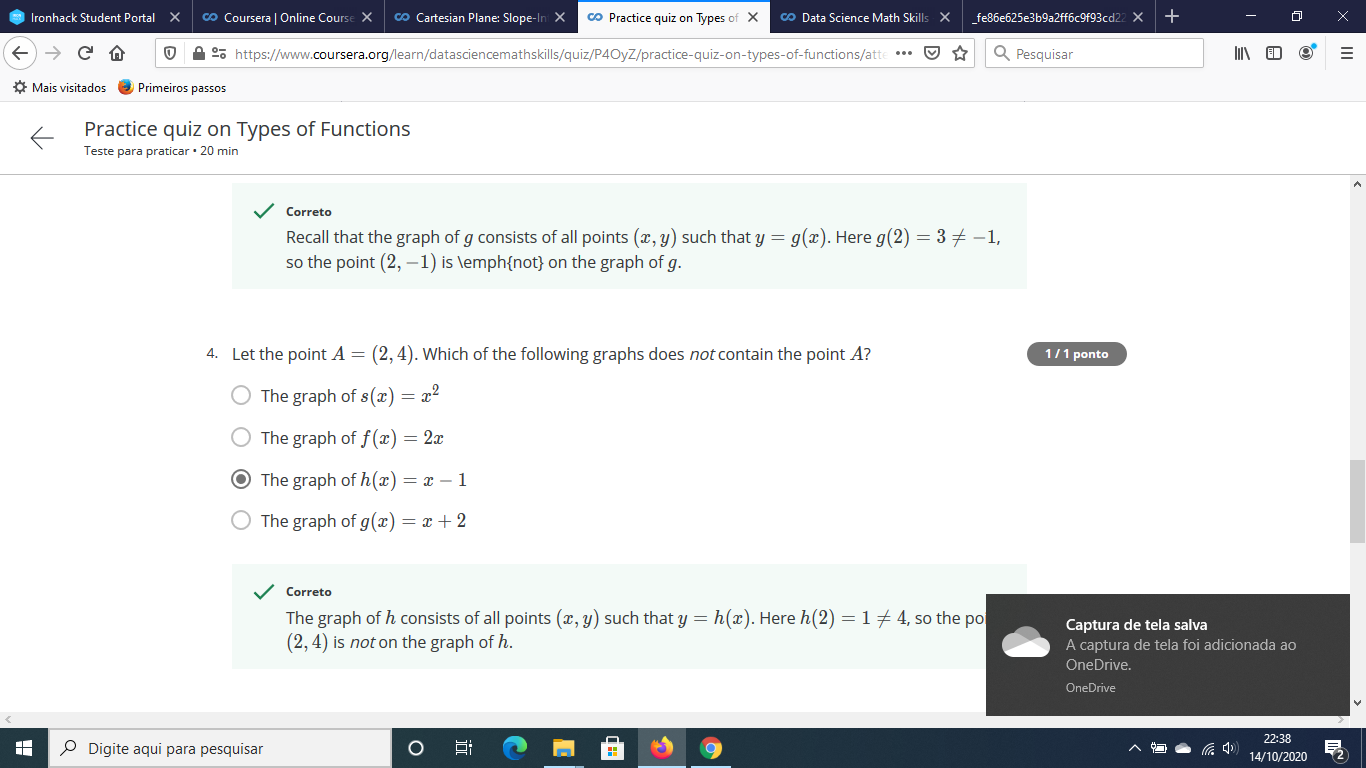 Ironhack Student Portal
Coursera | Online Course
Cartesian Plane: Slope-In
Practice quiz on Types of
Data Science Math Skills
_fe86e625e3b9a2ff6c9f93cd22
https://www.coursera.org/learn/datasciencemathskills/quiz/P4OyZ/practice-quiz-on-types-of-functions/atte
Pesquisar
Mais visitados
Primeiros passos
Practice quiz on Types of Functions
Teste para praticar • 20 min
Correto
Recall that the graph of g consists of all points (x, y) such that y = g(x). Here g(2) = 3 ≠ −1,
so the point (2, −1) is \emph{not} on the graph of g.
4. Let the point A = (2, 4). Which of the following graphs does not contain the point A?
1 / 1 ponto
The graph of s(x) = x²
The graph of f(x) = 2x
The graph of h(x) = x − 1
The graph of g(x) = x + 2
Correto
The graph of h consists of all points (x, y) such that y = h(x). Here h(2) = 1 ≠ 4, so the poi
(2, 4) is not on the graph of h.
Captura de tela salva
A captura de tela foi adicionada ao
OneDrive.
OneDrive
Digite aqui para pesquisar
22:38
14/10/2020
2